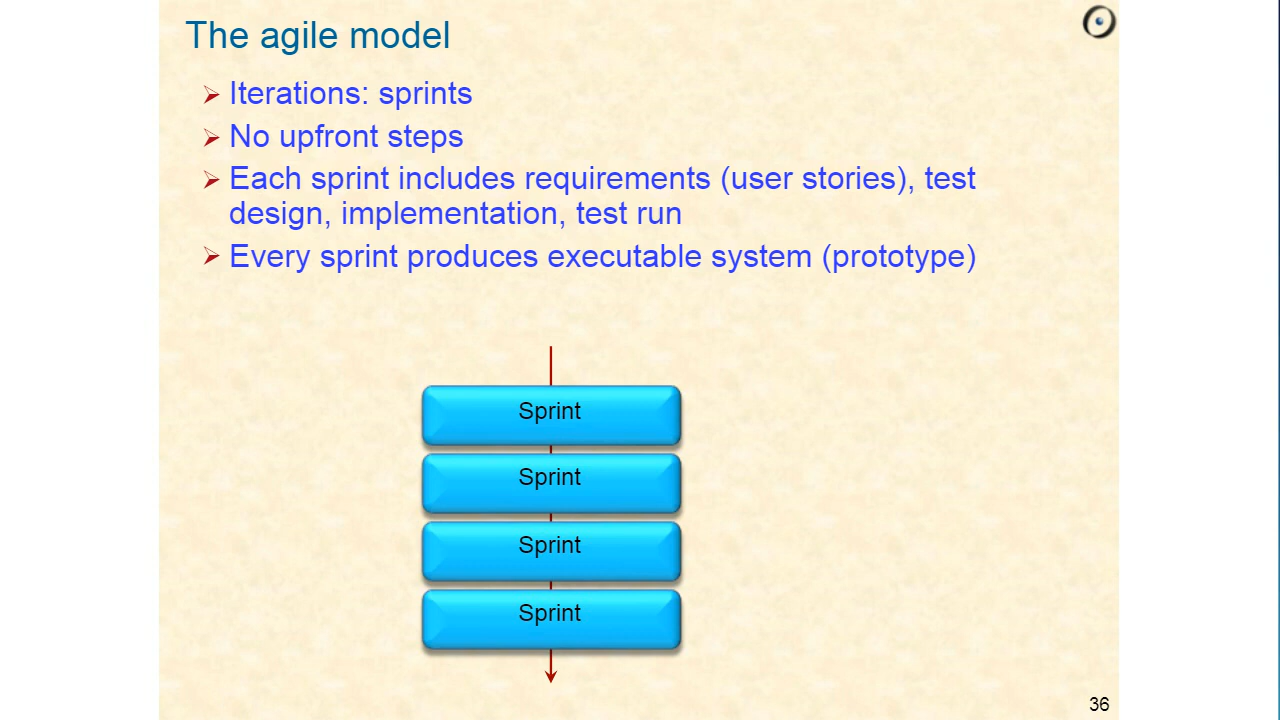 The agile model
Iterations: sprints
No upfront steps
Each sprint includes requirements (user stories), test
design, implementation, test run
Every sprint produces executable system (prototype)
Sprint
Sprint
Sprint
Sprint
36